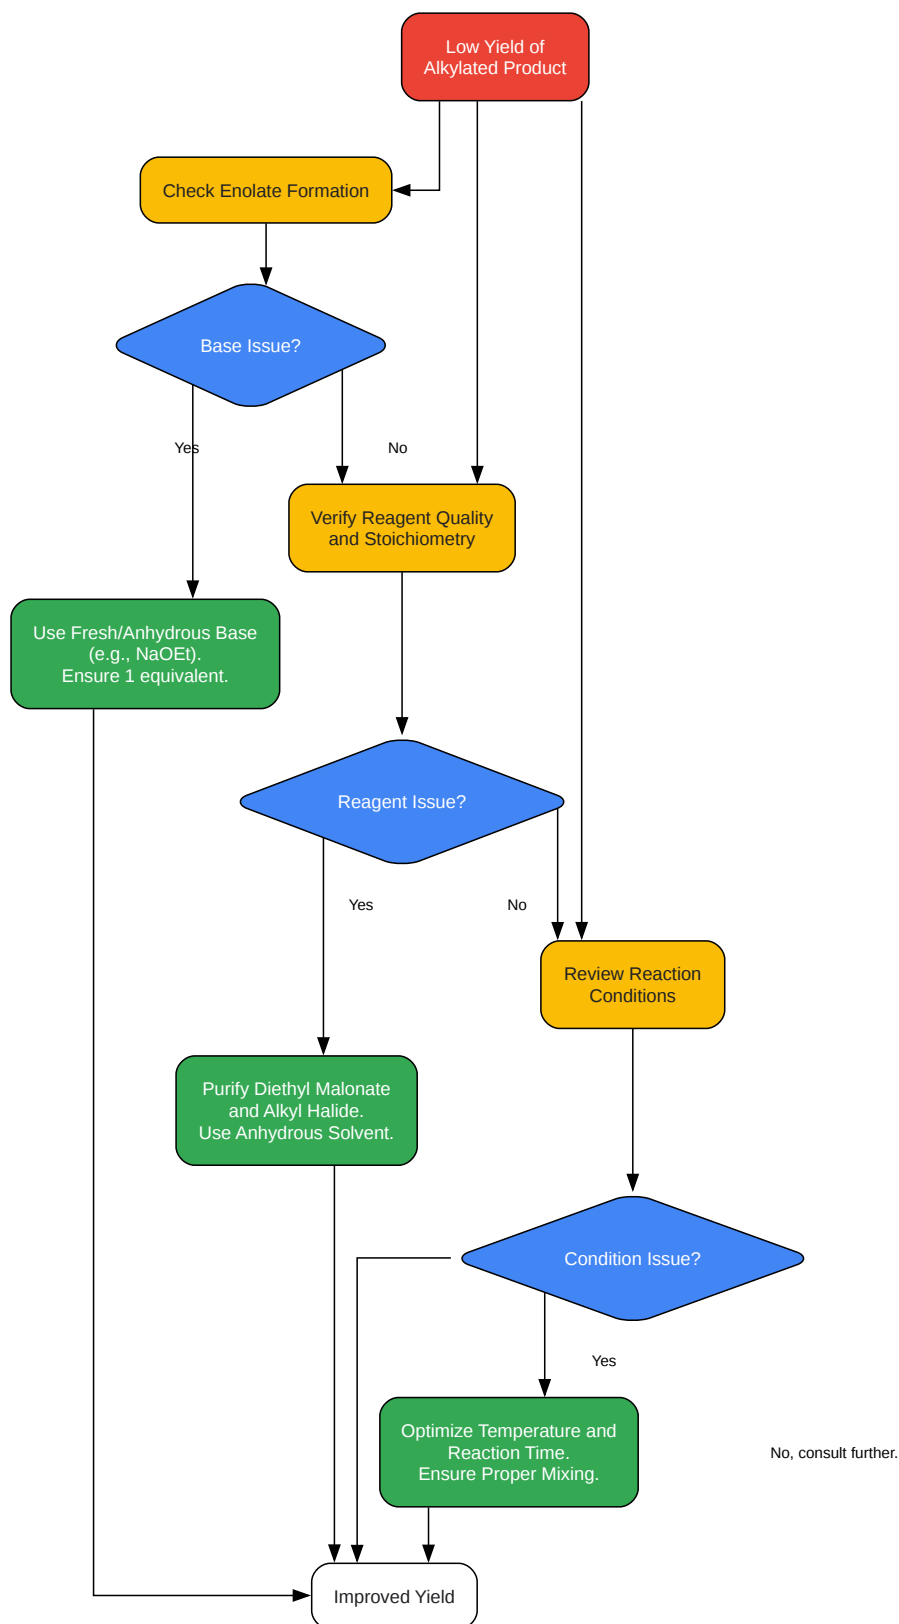 Low Yield of
Alkylated Product
Check Enolate Formation
Base Issue?
Yes
No
Verify Reagent Quality
and Stoichiometry
Use Fresh/Anhydrous Base
(e.g., NaOEt).
Ensure 1 equivalent.
Reagent Issue?
Yes
No
Review Reaction
Conditions
Purify Diethyl Malonate
and Alkyl Halide.
Use Anhydrous Solvent.
Condition Issue?
Yes
Optimize Temperature and
Reaction Time.
Ensure Proper Mixing.
No, consult further.
Improved Yield